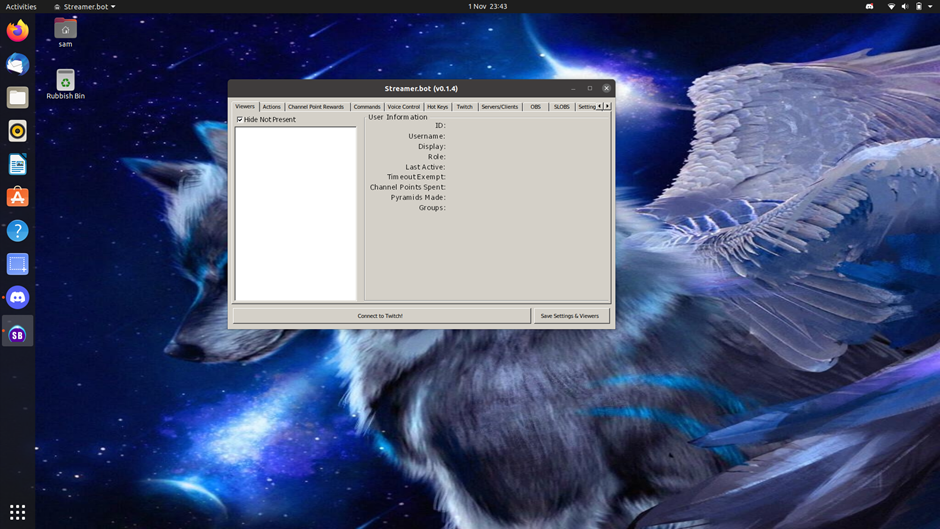 Activities
Streamer.bot
1 Nov 23:43
sam
Rubbish Bin
Streamer.bot (v0.1.4)
Viewers Actions Channel Point Rewards Commands Voice Control Hot Keys Twitch Servers/Clients OBS SLOBS Setting
Hide Not Present
User Information
ID:
Username:
Display:
Role:
Last Active:
Timeout Exempt:
Channel Points Spent:
Pyramids Made:
Groups:
Connect to Twitch!
Save Settings & Viewers
SB